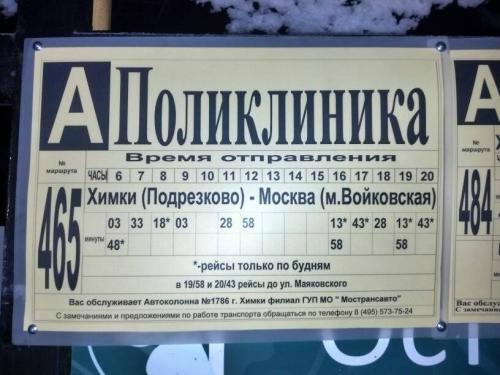 А Поликлиника
Время отправления
№ маршрута
ЧАСЫ 6 7 8 9 10 11 12 13 14 15 16 17 18 19 20
465
Химки (Подрезково) - Москва (м.Войковская)
минуты
03 33 18* 03 28 58 13* 43* 28 13* 43*
48* 58 58
*-рейсы только по будням
в 19/58 и 20/43 рейсы до ул. Маяковского
Вас обслуживает Автоколонна №1786 г. Химки филиал ГУП МО " Мострансавто"
С замечаниями и предложениями по работе транспорта обращаться по телефону 8 (495) 573-75-24
А
№ маршрута
484
Ост